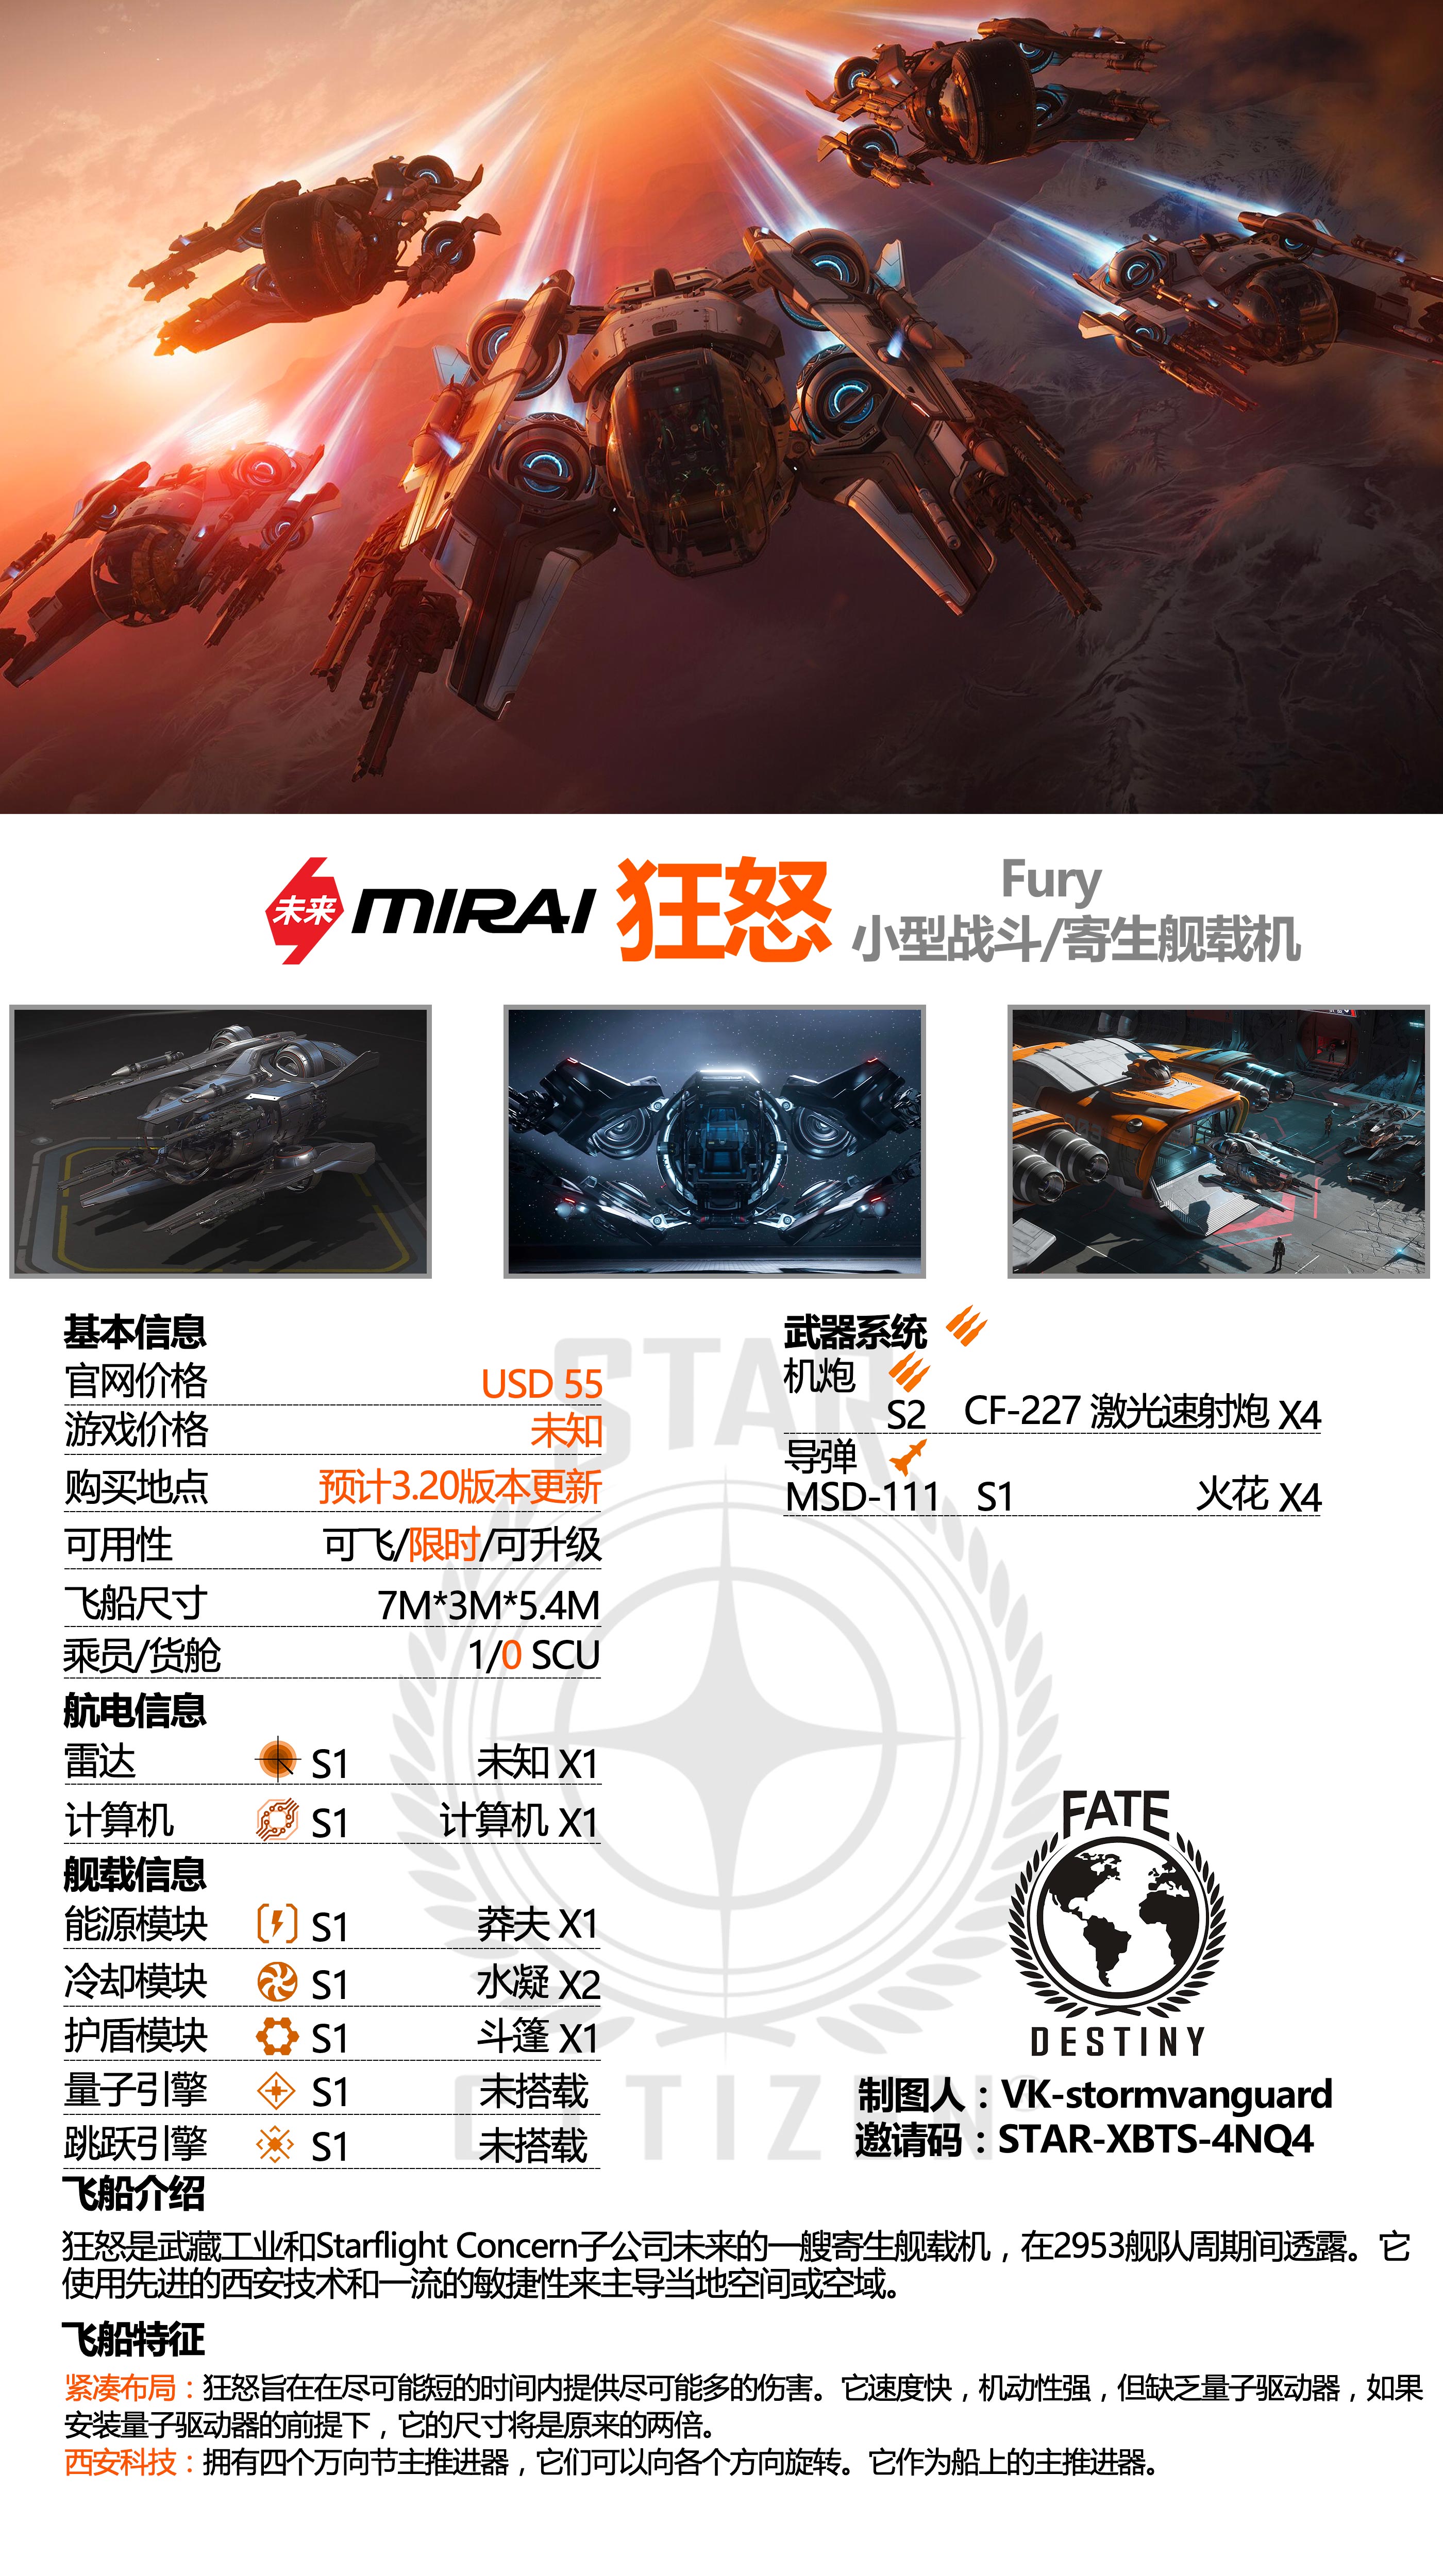 未来 MIRAI 狂怒 Fury
小型战斗/寄生舰载机
基本信息
官网价格 USD 55
游戏价格 未知
购买地点 预计3.20版本更新
可用性 可飞/限时/可升级
飞船尺寸 7M*3M*5.4M
乘员/货舱 1/0 SCU
航电信息
雷达 S1 未知 X1
计算机 S1 计算机 X1
舰载信息
能源模块 S1 莽夫 X1
冷却模块 S1 水凝 X2
护盾模块 S1 斗篷 X1
量子引擎 S1 未搭载
跳跃引擎 S1 未搭载
武器系统
机炮
S2 CF-227 激光速射炮 X4
导弹
MSD-111 S1 火花 X4
STAR
CITIZEN
FATE
DESTINY
制图人：VK-stormvanguard
邀请码：STAR-XBTS-4NQ4
飞船介绍
狂怒是武藏工业和Starflight Concern子公司未来的一艘寄生舰载机，在2953舰队周期间透露。它
使用先进的西安技术和一流的敏捷性来主导当地空间或空域。
飞船特征
紧凑布局：狂怒旨在在尽可能短的时间内提供尽可能多的伤害。它速度快，机动性强，但缺乏量子驱动器，如果
安装量子驱动器的前提下，它的尺寸将是原来的两倍。
西安科技：拥有四个万向节主推进器，它们可以向各个方向旋转。它作为船上的主推进器。